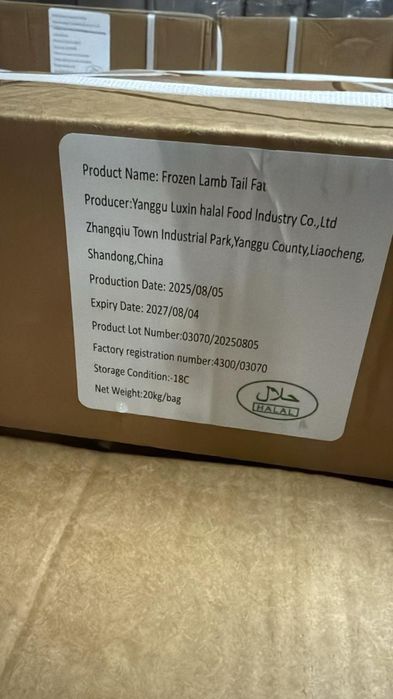 Product Name: Frozen Lamb Tail Fat
Producer:Yanggu Luxin halal Food Industry Co.,Ltd
Zhangqiu Town Industrial Park,Yanggu County,Liaocheng,
Shandong,China
Production Date: 2025/08/05
Expiry Date: 2027/08/04
Product Lot Number:03070/20250805
Factory registration number:4300/03070
Storage Condition:-18C
Net Weight:20kg/bag
حلال
HALAL